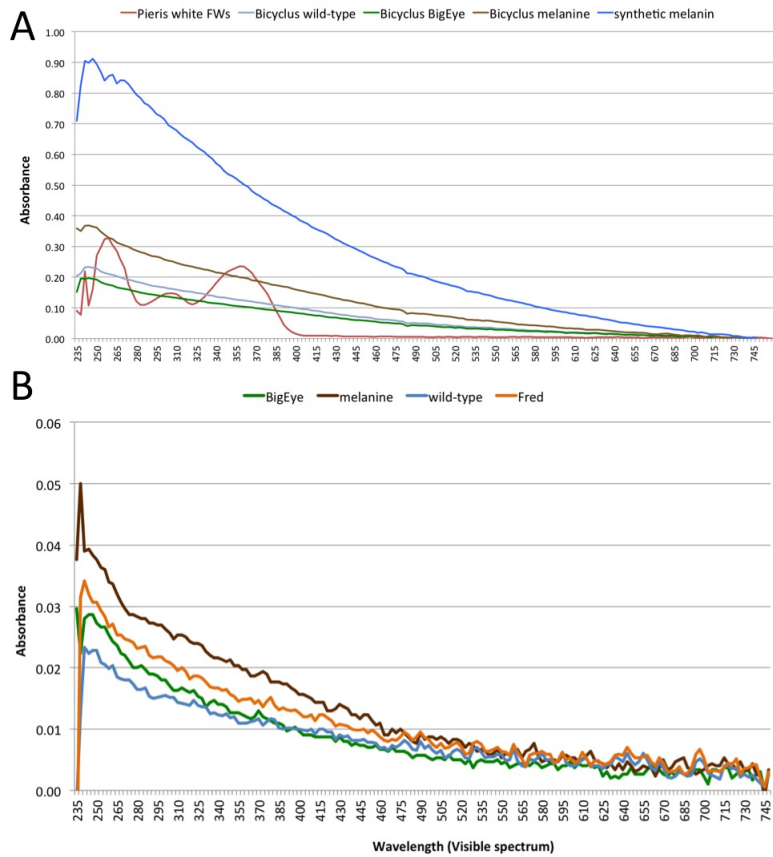 A
Pieris white FWs Bicyclus wild-type Bicyclus BigEye Bicyclus melanine synthetic melanin
1.00
0.90
0.80
0.70
0.60
0.50
0.40
0.30
0.20
0.10
0.00
Absorbance
235 250 265 280 295 310 325 340 355 370 385 400 415 430 445 460 475 490 505 520 535 550 565 580 595 610 625 640 655 670 685 700 715 730 745
B
BigEye melanine wild-type Fred
0.06
0.05
0.04
0.03
0.02
0.01
0.00
Absorbance
235 250 265 280 295 310 325 340 355 370 385 400 415 430 445 460 475 490 505 520 535 550 565 580 595 610 625 640 655 670 685 700 715 730 745
Wavelength (Visible spectrum)